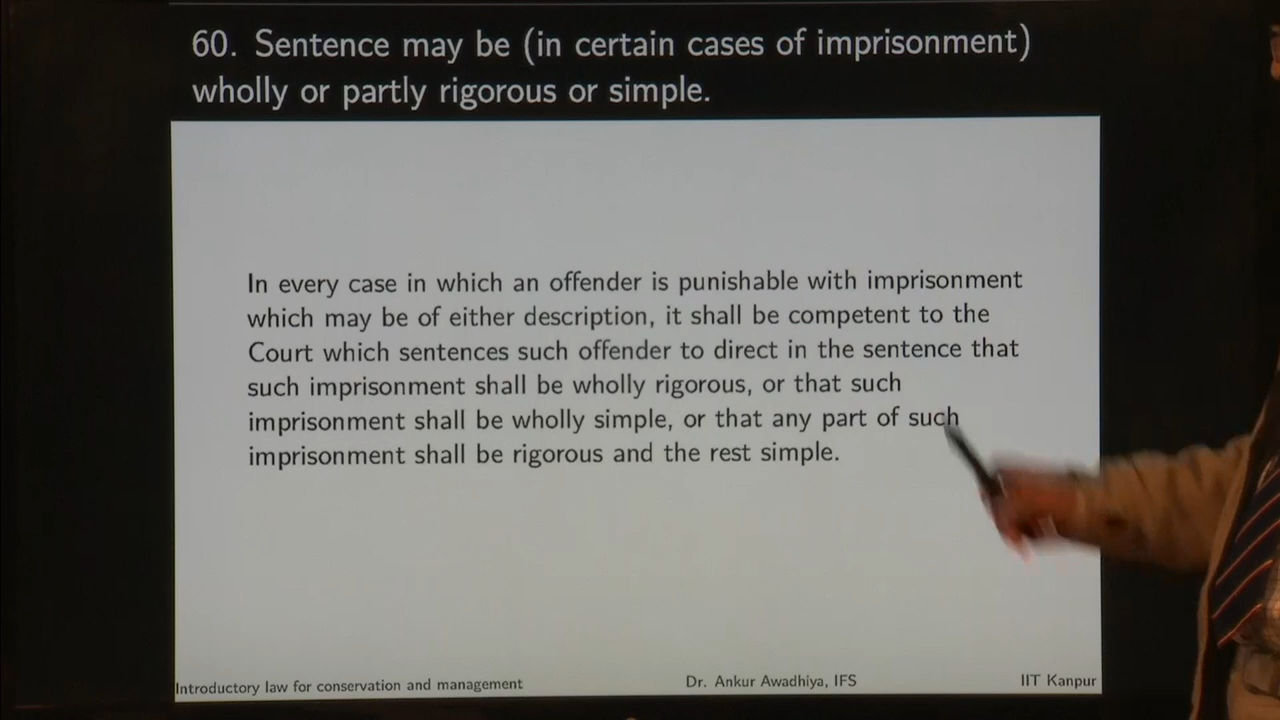 60. Sentence may be (in certain cases of imprisonment)
wholly or partly rigorous or simple.
In every case in which an offender is punishable with imprisonment
which may be of either description, it shall be competent to the
Court which sentences such offender to direct in the sentence that
such imprisonment shall be wholly rigorous, or that such
imprisonment shall be wholly simple, or that any part of such
imprisonment shall be rigorous and the rest simple.
Introductory law for conservation and management Dr. Ankur Awadhiya, IFS IIT Kanpur